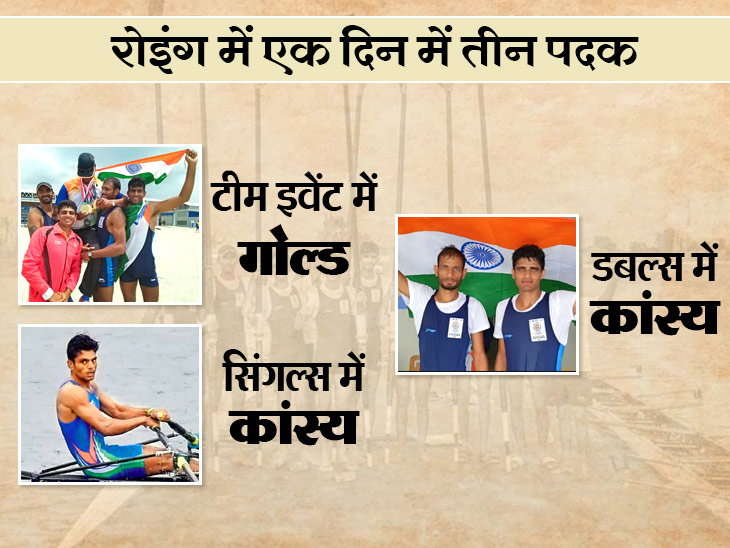 रोइंग में एक दिन में तीन पदक
टीम इवेंट में
गोल्ड
डबल्स में
कांस्य
सिंगल्स में
कांस्य